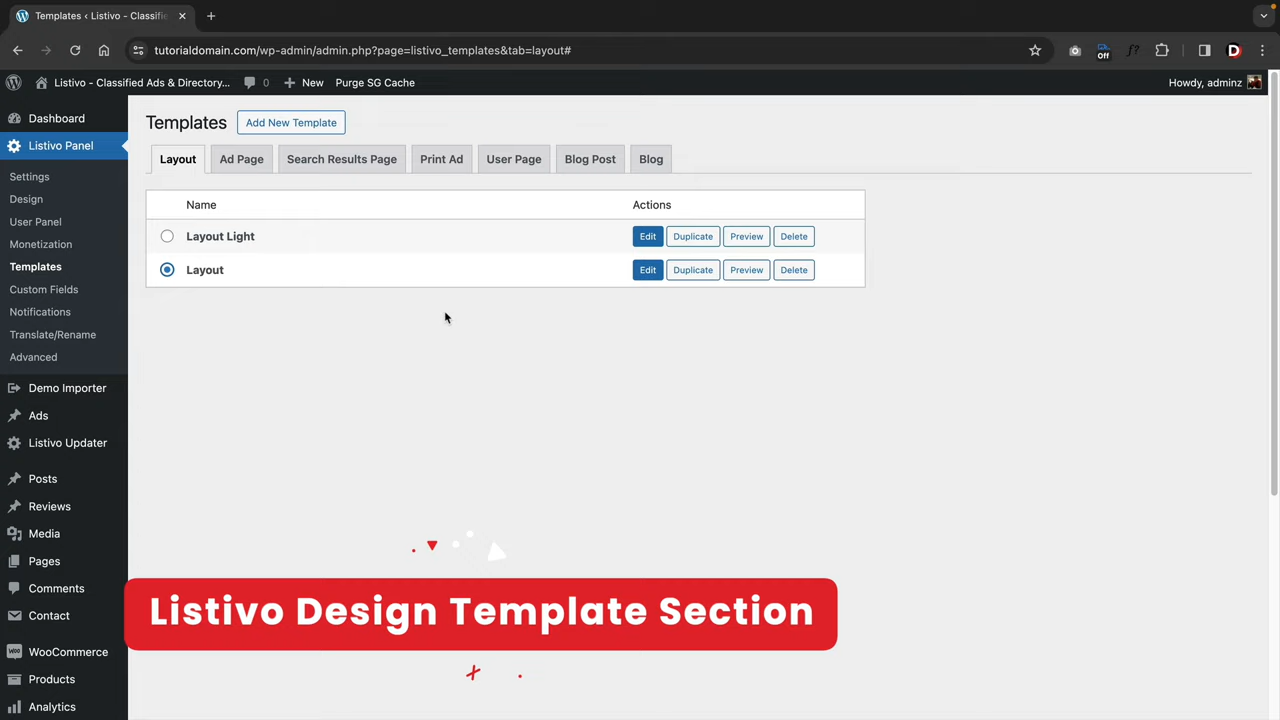 Templates ‹ Listivo – Classifie
tutorialdomain.com/wp-admin/admin.php?page=listivo_templates&tab=layout#
f?
Off
D
Listivo - Classified Ads & Directory...
0
New
Purge SG Cache
Howdy, adminz
Dashboard
Listivo Panel
Settings
Design
User Panel
Monetization
Templates
Custom Fields
Notifications
Translate/Rename
Advanced
Demo Importer
Ads
Listivo Updater
Posts
Reviews
Media
Pages
Comments
Contact
WooCommerce
Products
Analytics
Templates
Add New Template
Layout
Ad Page
Search Results Page
Print Ad
User Page
Blog Post
Blog
Name
Actions
Layout Light
Edit
Duplicate
Preview
Delete
Layout
Edit
Duplicate
Preview
Delete
Listivo Design Template Section